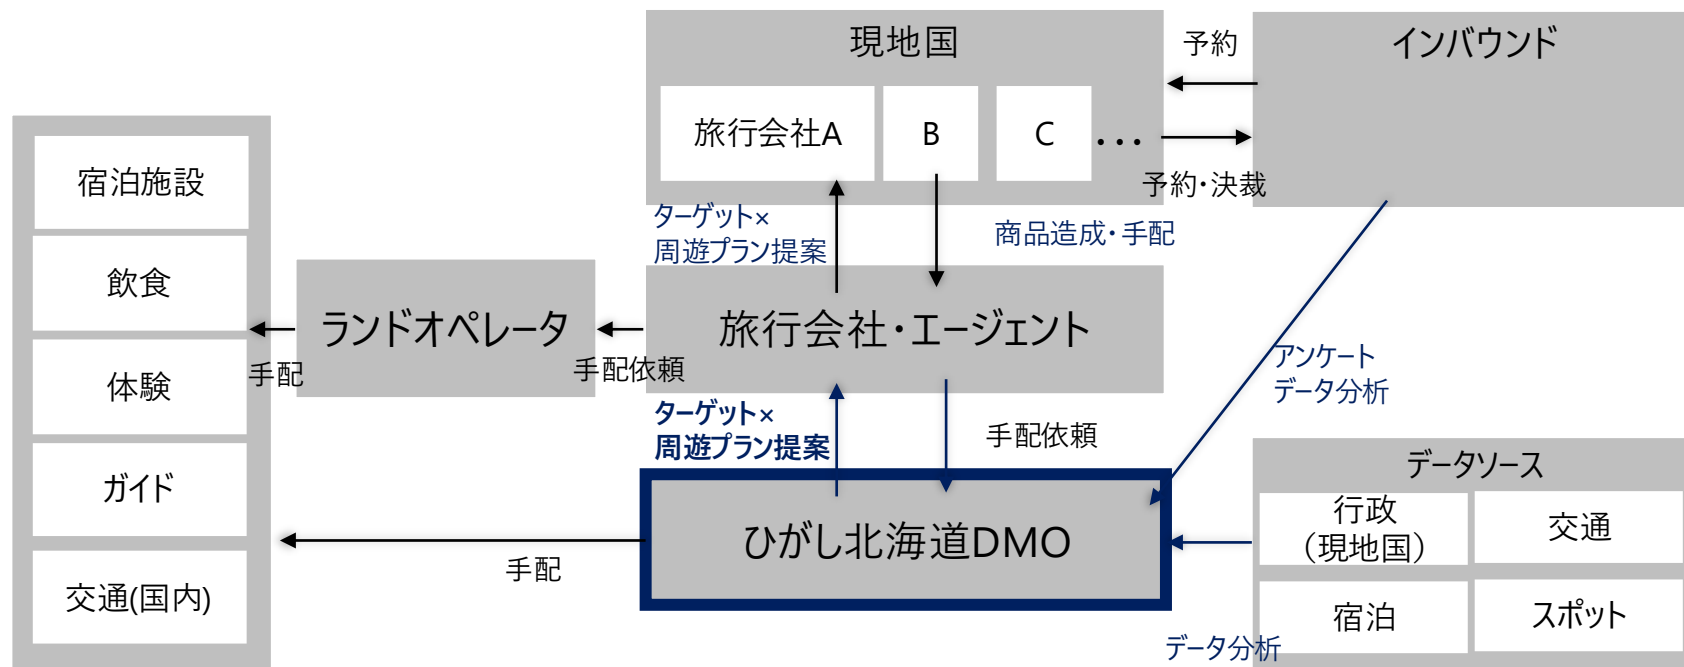 現地国
旅行会社A
B
C
…
予約
インバウンド
予約・決裁
宿泊施設
飲食
体験
ガイド
交通(国内)
ターゲット×
周遊プラン提案
商品造成・手配
ランドオペレータ
手配
旅行会社・エージェント
手配依頼
アンケート
データ分析
ターゲット×
周遊プラン提案
手配依頼
ひがし北海道DMO
手配
データソース
行政
（現地国）
交通
宿泊
スポット
データ分析